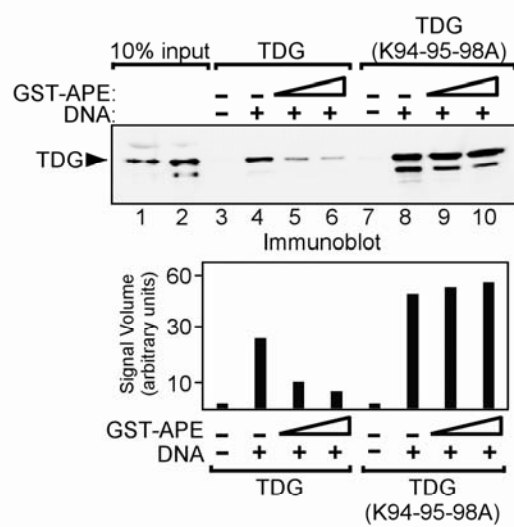 10% input TDG TDG
(K94-95-98A)
GST-APE: – –
DNA: – + + + – + + +
TDG
1 2 3 4 5 6 7 8 9 10
Immunoblot
Signal Volume
(arbitrary units)
60
30
10
GST-APE – – – –
DNA – + + + – + + +
TDG TDG
(K94-95-98A)